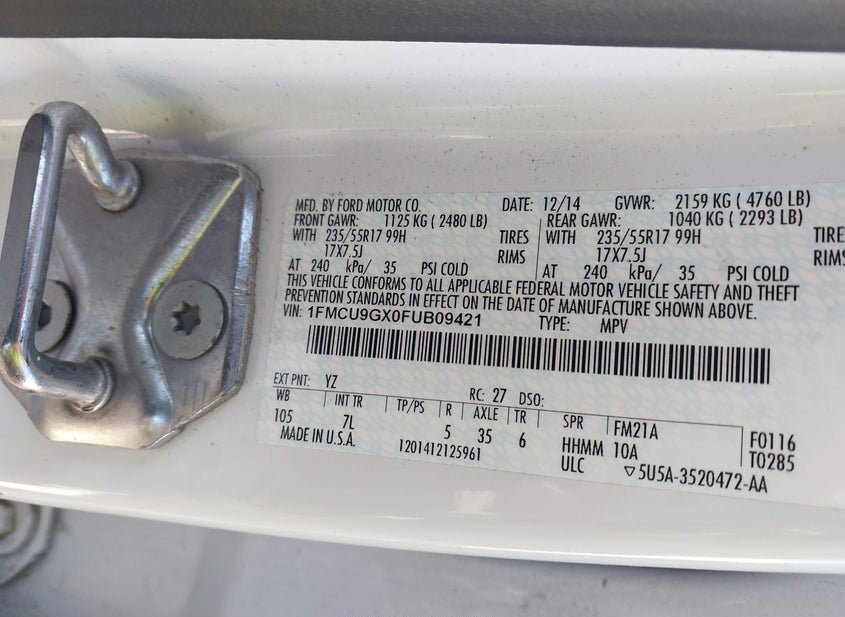 MFD. BY FORD MOTOR CO. DATE: 12/14 GVWR: 2159 KG ( 4760 LB)
FRONT GAWR: 1125 KG ( 2480 LB) REAR GAWR: 1040 KG ( 2293 LB)
WITH 235/55R17 99H TIRES WITH 235/55R17 99H TIRE
17X7.5J RIMS 17X7.5J RIMS
AT 240 kPa/ 35 PSI COLD AT 240 kPa/ 35 PSI COLD
THIS VEHICLE CONFORMS TO ALL APPLICABLE FEDERAL MOTOR VEHICLE SAFETY AND THEFT
PREVENTION STANDARDS IN EFFECT ON THE DATE OF MANUFACTURE SHOWN ABOVE.
VIN: 1FMCU9GX0FUB09421 TYPE: MPV
EXT PNT: YZ RC: 27 DSO:
WB INT TR TP/PS R AXLE TR SPR FM21A F0116
105 7L 5 35 6 HHMM 10A T0285
MADE IN U.S.A. 1201412125961 ULC ▽5U5A-3520472-AA